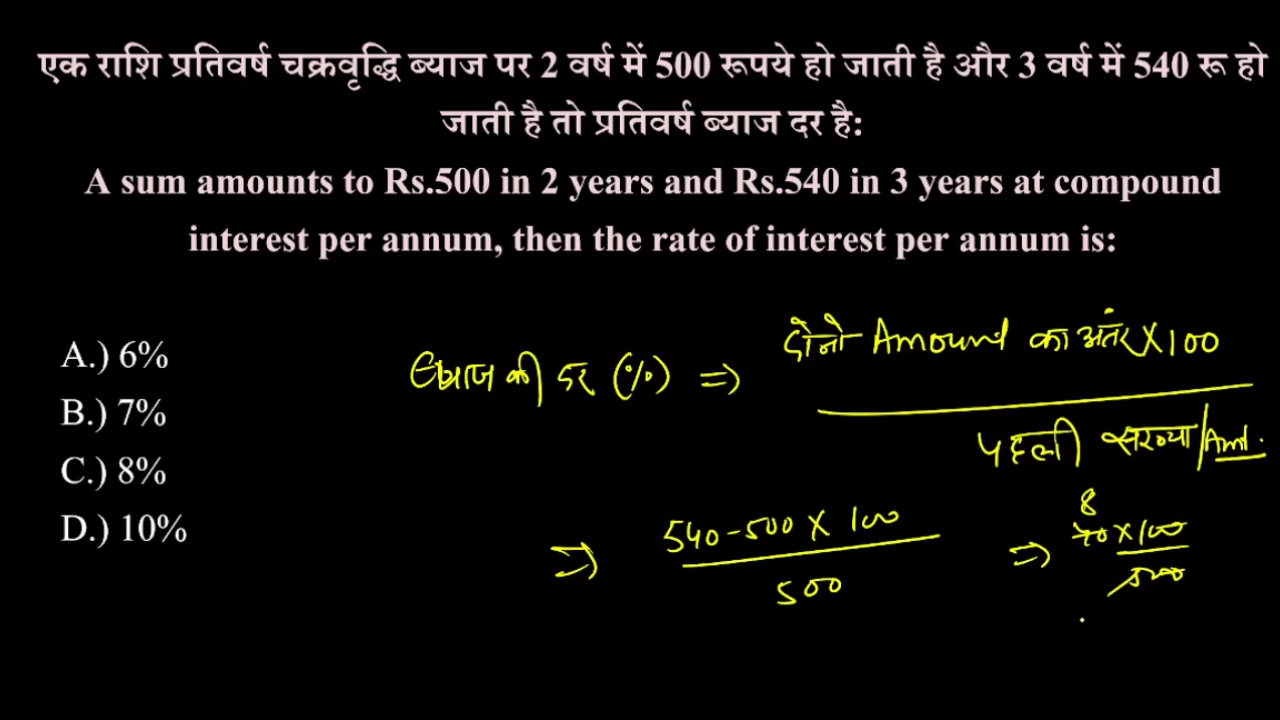 एक राशि प्रतिवर्ष चक्रवृद्धि ब्याज पर 2 वर्ष में 500 रूपये हो जाती है और 3 वर्ष में 540 रू हो
जाती है तो प्रतिवर्ष ब्याज दर है:
A sum amounts to Rs.500 in 2 years and Rs.540 in 3 years at compound
interest per annum, then the rate of interest per annum is:
A.) 6%
B.) 7%
C.) 8%
D.) 10%
ब्याज की दर (%) ⇒ दोनो Amount का अंतर × 100
पहली संख्या/Amt.
⇒ 540-500 × 100
500
⇒ 8
40 × 100
500